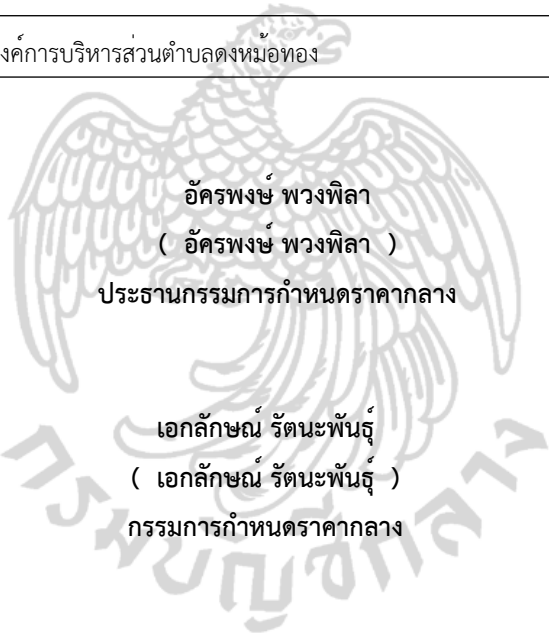 งค์การบริหารส่วนตำบลดงหม้อทอง
อัครพงษ์ พวงพิลา
( อัครพงษ์ พวงพิลา )
ประธานกรรมการกำหนดราคากลาง
เอกลักษณ์ รัตนะพันธุ์
( เอกลักษณ์ รัตนะพันธุ์ )
กรรมการกำหนดราคากลาง
กรมบัญชีกลาง